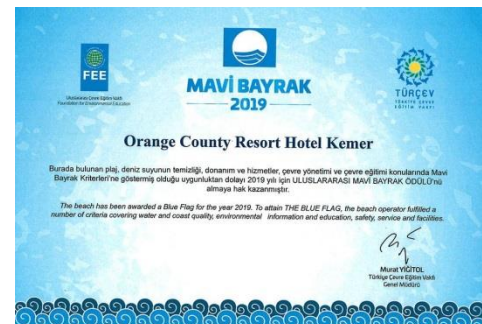 FEE
Uluslararası Çevre Eğitim Vakfı
Foundation for Environmental Education
MAVİ BAYRAK
2019
TÜRÇEV
TÜRKİYE ÇEVRE
EĞİTİM VAKFI
Orange County Resort Hotel Kemer
Burada bulunan plaj, deniz suyunun temizliği, donanım ve hizmetler, çevre yönetimi ve çevre eğitimi konularında Mavi
Bayrak Kriterleri'ne göstermiş olduğu uygunluktan dolayı 2019 yılı için ULUSLARARASI MAVİ BAYRAK ÖDÜLÜ'nü
almaya hak kazanmıştır.
The beach has been awarded a Blue Flag for the year 2019. To attain THE BLUE FLAG, the beach operator fulfilled a
number of criteria covering water and coast quality, environmental information and education, safety, service and facilities.
Murat YİĞİTOL
Türkiye Çevre Eğitim Vakfı
Genel Müdürü